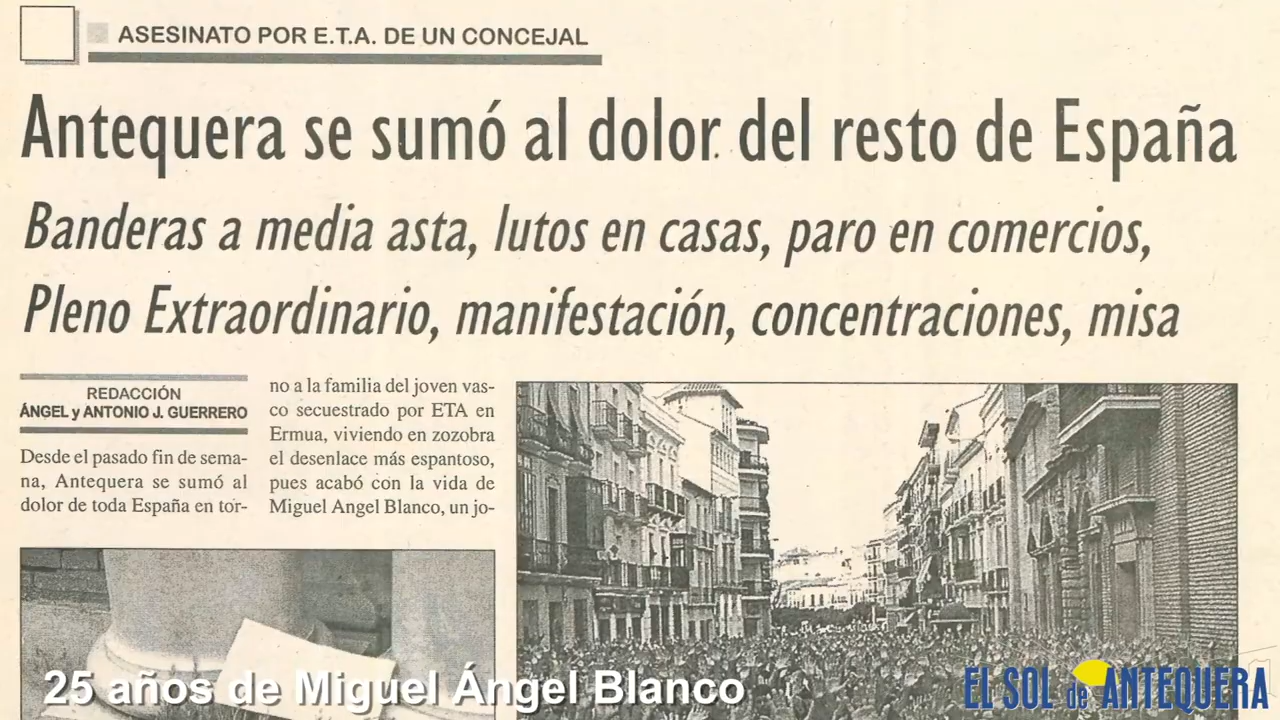 ASESINATO POR E.T.A. DE UN CONCEJAL
Antequera se sumó al dolor del resto de España
Banderas a media asta, lutos en casas, paro en comercios,
Pleno Extraordinario, manifestación, concentraciones, misa
REDACCIÓN
ÁNGEL y ANTONIO J. GUERRERO
Desde el pasado fin de sema-
na, Antequera se sumó al
dolor de toda España en tor-
no a la familia del joven vas-
co secuestrado por ETA en
Ermua, viviendo en zozobra
el desenlace más espantoso,
pues acabó con la vida de
Miguel Angel Blanco, un jo-
25 años de Miguel Ángel Blanco
EL SOL de ANTEQUERA